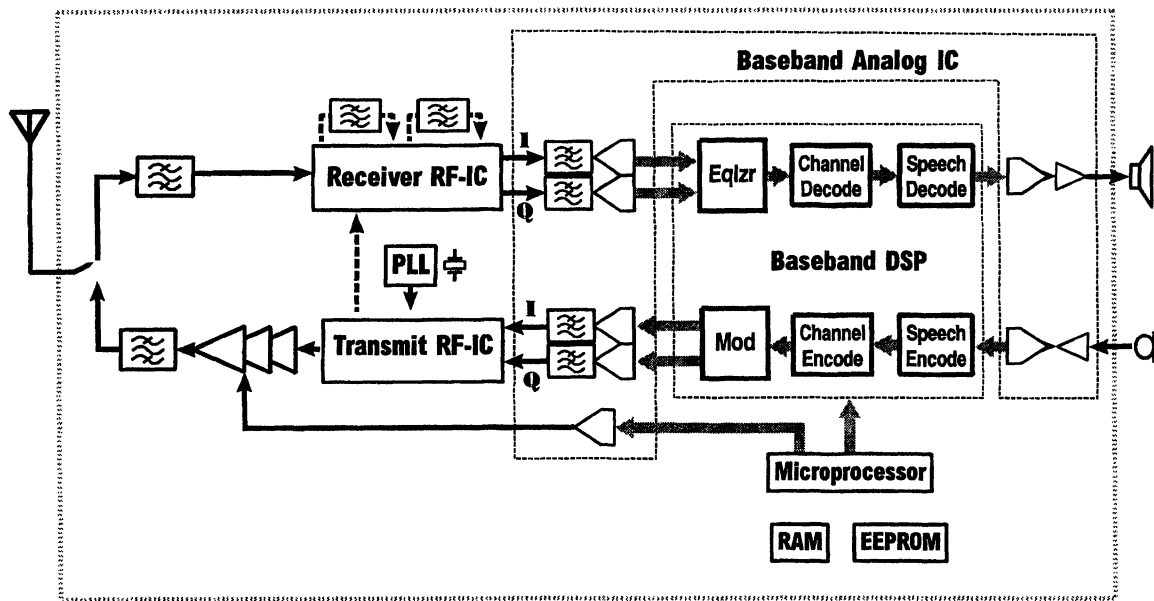 Baseband Analog IC
I
Receiver RF-IC
Q
Eqlzr
Channel
Decode
Speech
Decode
PLL
Baseband DSP
I
Transmit RF-IC
Q
Mod
Channel
Encode
Speech
Encode
Microprocessor
RAM
EEPROM